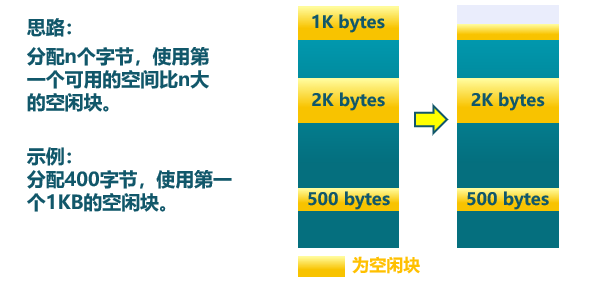 思路：
分配n个字节，使用第
一个可用的空间比n大
的空闲块。
示例：
分配400字节，使用第一
个1KB的空闲块。
1K bytes
2K bytes
500 bytes
2K bytes
500 bytes
为空闲块